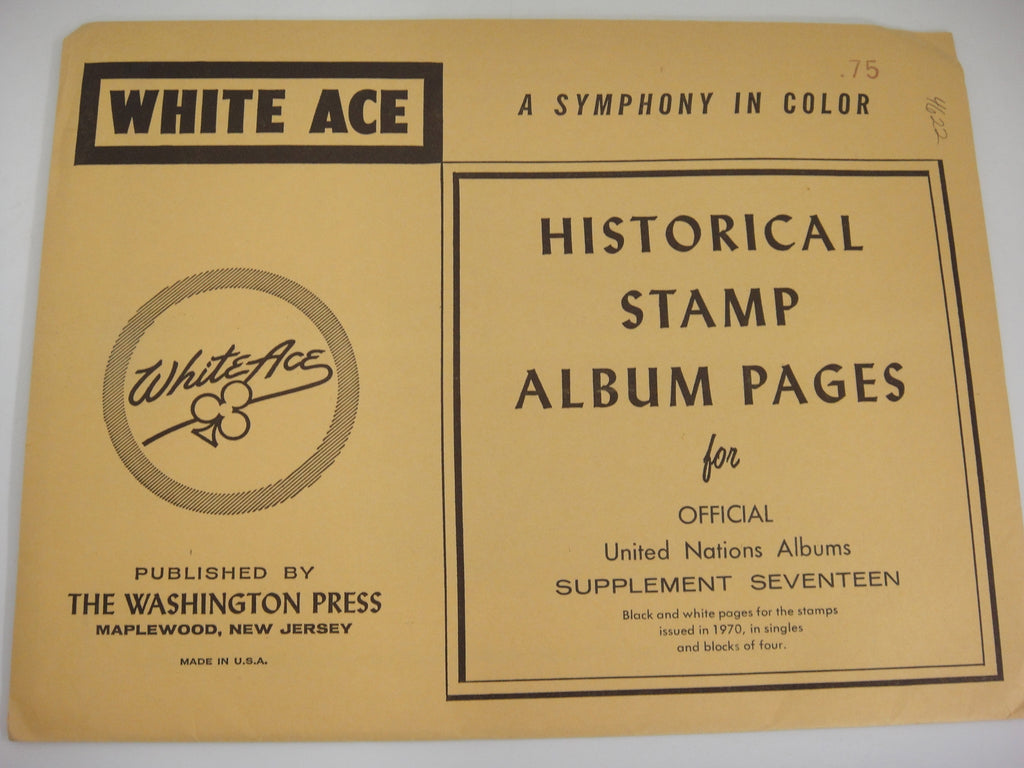 WHITE ACE
A SYMPHONY IN COLOR
.75
4622
White Ace
PUBLISHED BY
THE WASHINGTON PRESS
MAPLEWOOD, NEW JERSEY
MADE IN U.S.A.
HISTORICAL
STAMP
ALBUM PAGES
for
OFFICIAL
United Nations Albums
SUPPLEMENT SEVENTEEN
Black and white pages for the stamps
issued in 1970, in singles
and blocks of four.